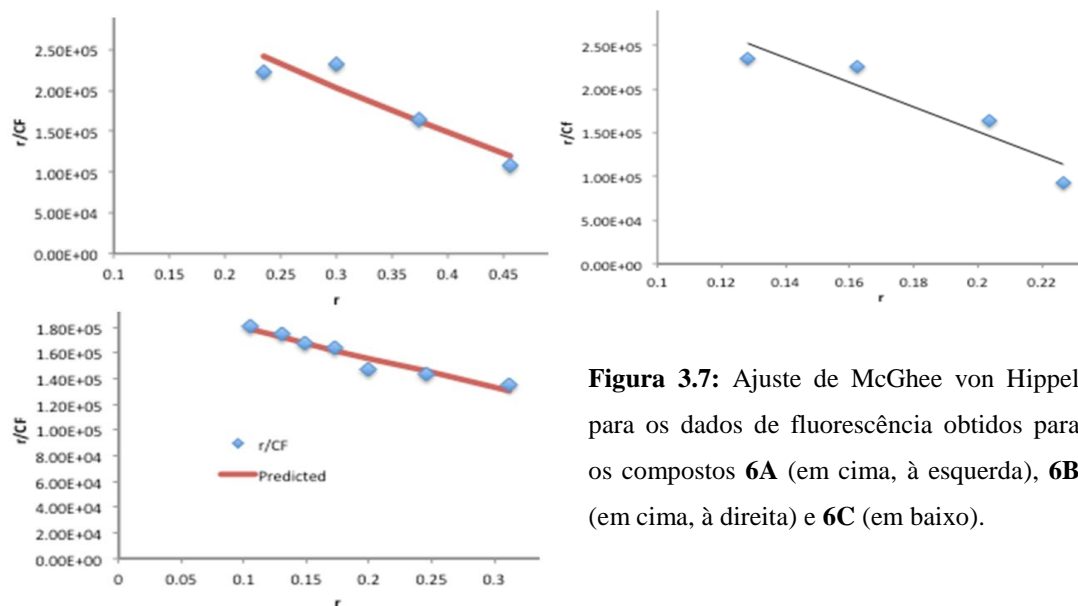 2.50E+05
2.00E+05
1.50E+05
1.00E+05
5.00E+04
0.00E+00
r/CF
0.1 0.15 0.2 0.25 0.3 0.35 0.4 0.45
r
2.50E+05
2.00E+05
1.50E+05
1.00E+05
5.00E+04
0.00E+00
r/Cf
0.1 0.12 0.14 0.16 0.18 0.2 0.22
r
1.80E+05
1.60E+05
1.40E+05
1.20E+05
1.00E+05
8.00E+04
6.00E+04
4.00E+04
2.00E+04
0.00E+00
r/CF
r/CF
Predicted
0 0.05 0.1 0.15 0.2 0.25 0.3
r
Figura 3.7: Ajuste de McGhee von Hippel
para os dados de fluorescência obtidos para
os compostos 6A (em cima, à esquerda), 6B
(em cima, à direita) e 6C (em baixo).